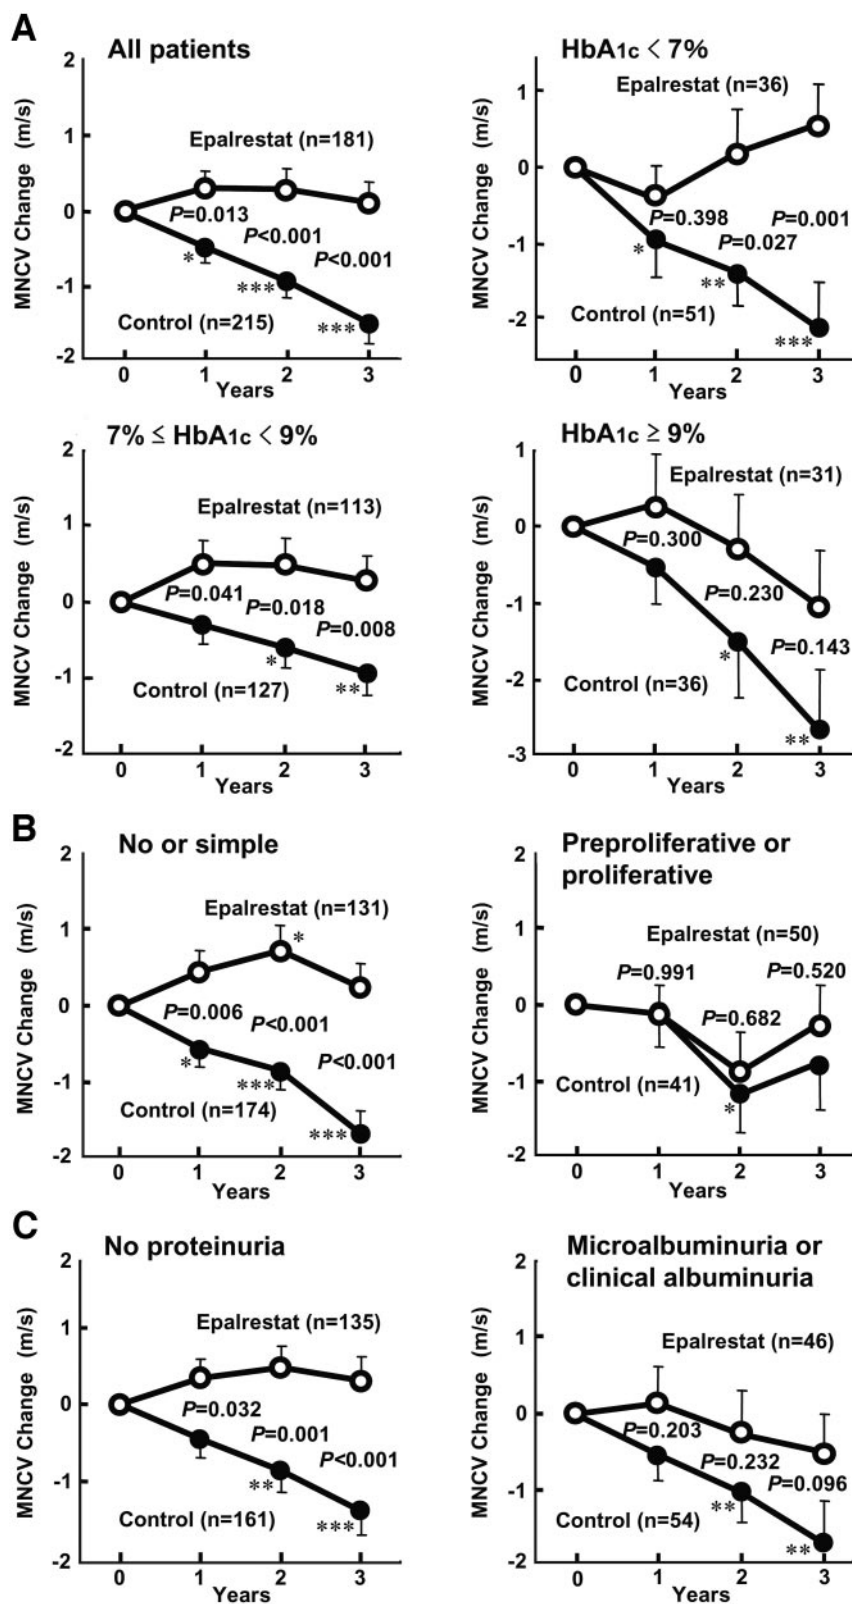 A
All patients
2
1
0
-1
-2
MNCV Change (m/s)
Epalrestat (n=181)
P=0.013
P<0.001
P<0.001
*
***
***
Control (n=215)
0 1 2 3
Years
HbA1c < 7%
1
0
-1
-2
MNCV Change (m/s)
Epalrestat (n=36)
P=0.398
P=0.027
P=0.001
*
**
***
Control (n=51)
0 1 2 3
Years
7% ≤ HbA1c < 9%
2
1
0
-1
-2
MNCV Change (m/s)
Epalrestat (n=113)
P=0.041
P=0.018
P=0.008
*
**
Control (n=127)
0 1 2 3
Years
HbA1c ≥ 9%
1
0
-1
-2
-3
MNCV Change (m/s)
Epalrestat (n=31)
P=0.300
P=0.230
P=0.143
*
**
Control (n=36)
0 1 2 3
Years
B
No or simple
2
1
0
-1
-2
MNCV Change (m/s)
Epalrestat (n=131)
*
P=0.006
P<0.001
P<0.001
*
***
***
Control (n=174)
0 1 2 3
Years
Preproliferative or
proliferative
2
1
0
-1
-2
MNCV Change (m/s)
Epalrestat (n=50)
P=0.991
P=0.682
P=0.520
*
Control (n=41)
0 1 2 3
Years
C
No proteinuria
2
1
0
-1
-2
MNCV Change (m/s)
Epalrestat (n=135)
P=0.032
P=0.001
P<0.001
**
***
Control (n=161)
0 1 2 3
Years
Microalbuminuria or
clinical albuminuria
2
1
0
-1
-2
MNCV Change (m/s)
Epalrestat (n=46)
P=0.203
P=0.232
P=0.096
**
**
Control (n=54)
0 1 2 3
Years